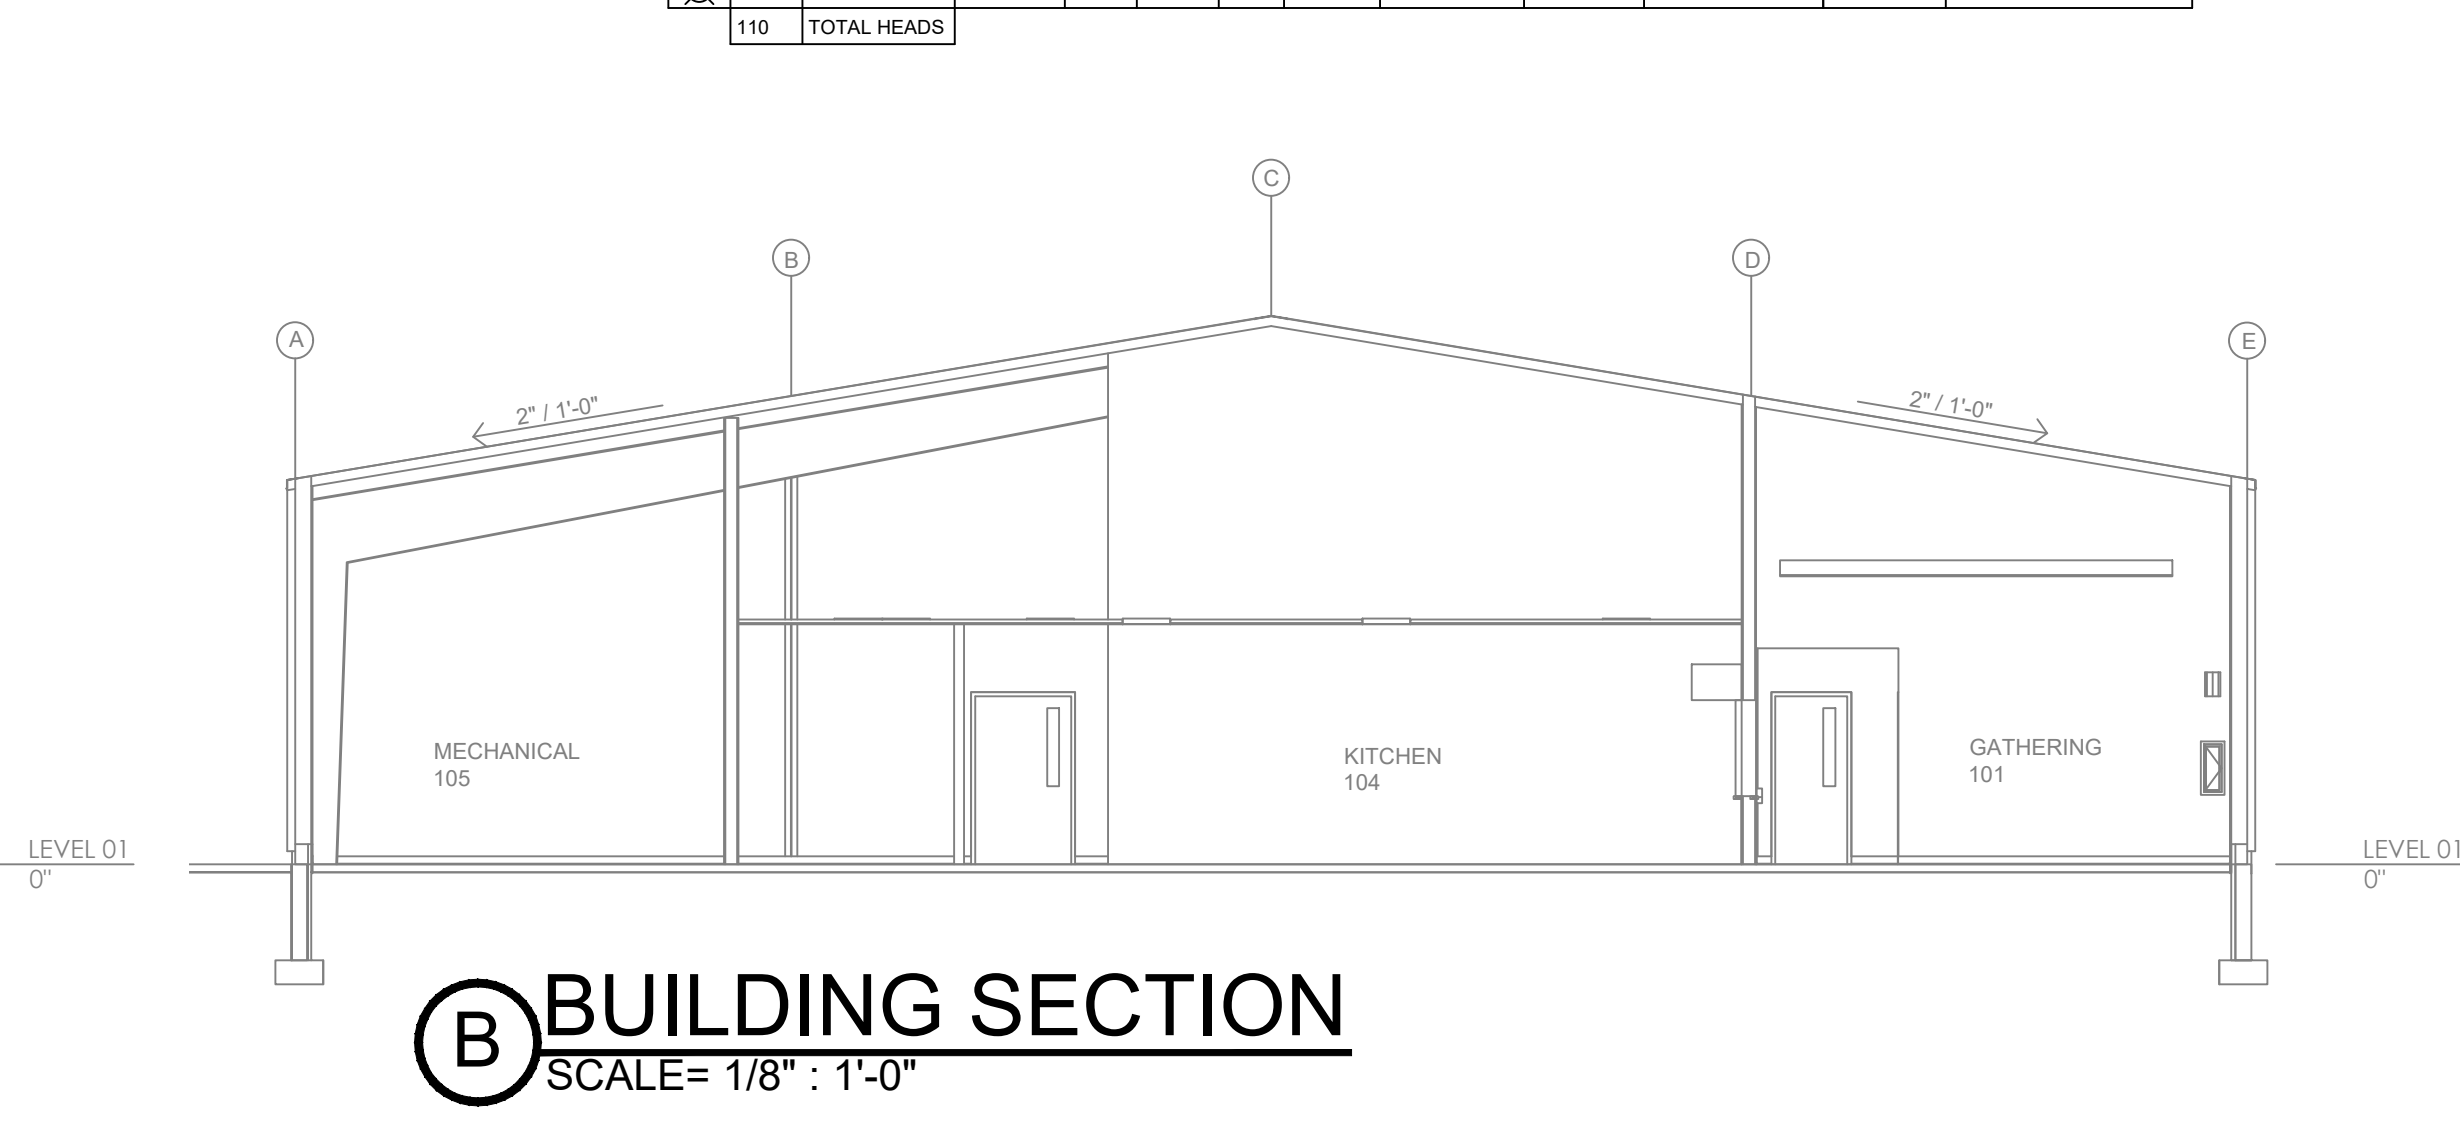 110 TOTAL HEADS
C
B
D
A
E
2" / 1'-0"
2" / 1'-0"
MECHANICAL
105
KITCHEN
104
GATHERING
101
LEVEL 01
0"
LEVEL 01
0"
B
BUILDING SECTION
SCALE= 1/8" : 1'-0"